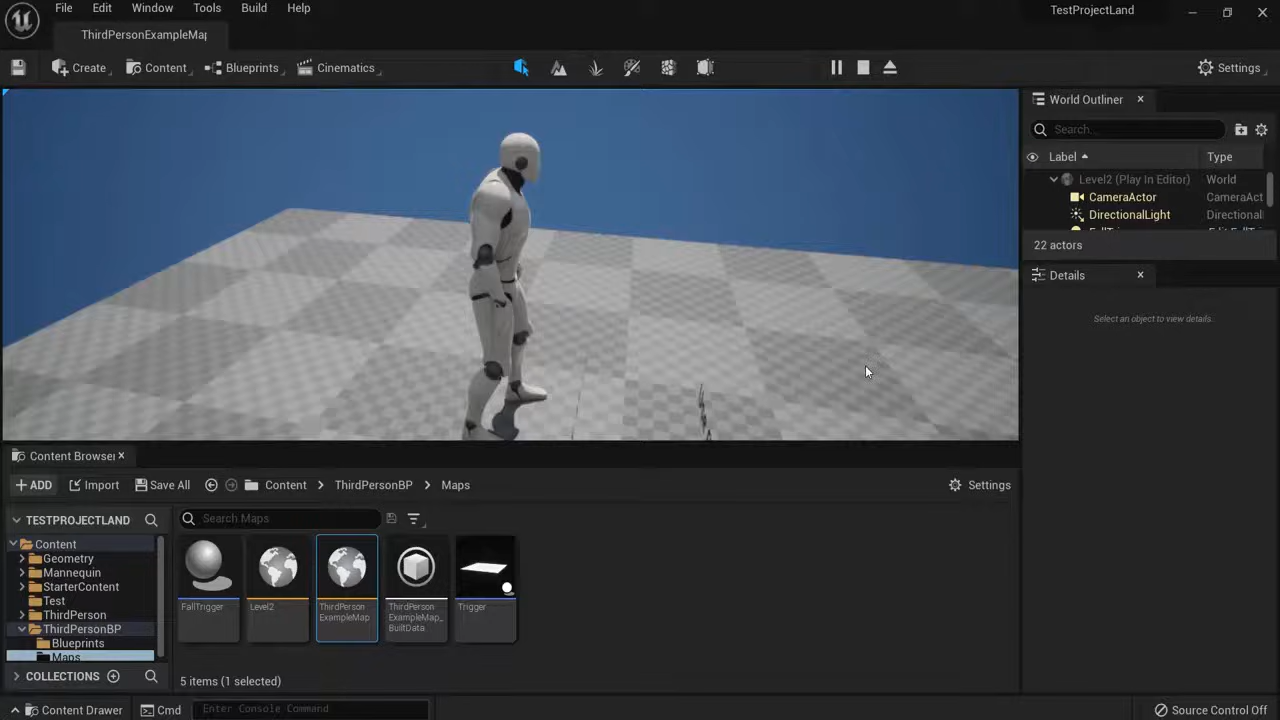 File Edit Window Tools Build Help
TestProjectLand
ThirdPersonExampleMap
Create Content Blueprints Cinematics Settings
World Outliner
Search...
Label Type
Level2 (Play In Editor) World
CameraActor CameraAct
DirectionalLight Directional
22 actors
Details
Select an object to view details.
Content Browser
ADD Import Save All Content ThirdPersonBP Maps Settings
TESTPROJECTLAND
Search Maps
Content
Geometry
Mannequin
StarterContent
Test
ThirdPerson
ThirdPersonBP
Blueprints
Maps
FallTrigger
Level2
ThirdPerson
ExampleMap
ThirdPerson
ExampleMap_
BuiltData
Trigger
COLLECTIONS
5 items (1 selected)
Content Drawer Cmd Enter Console Command Source Control Off